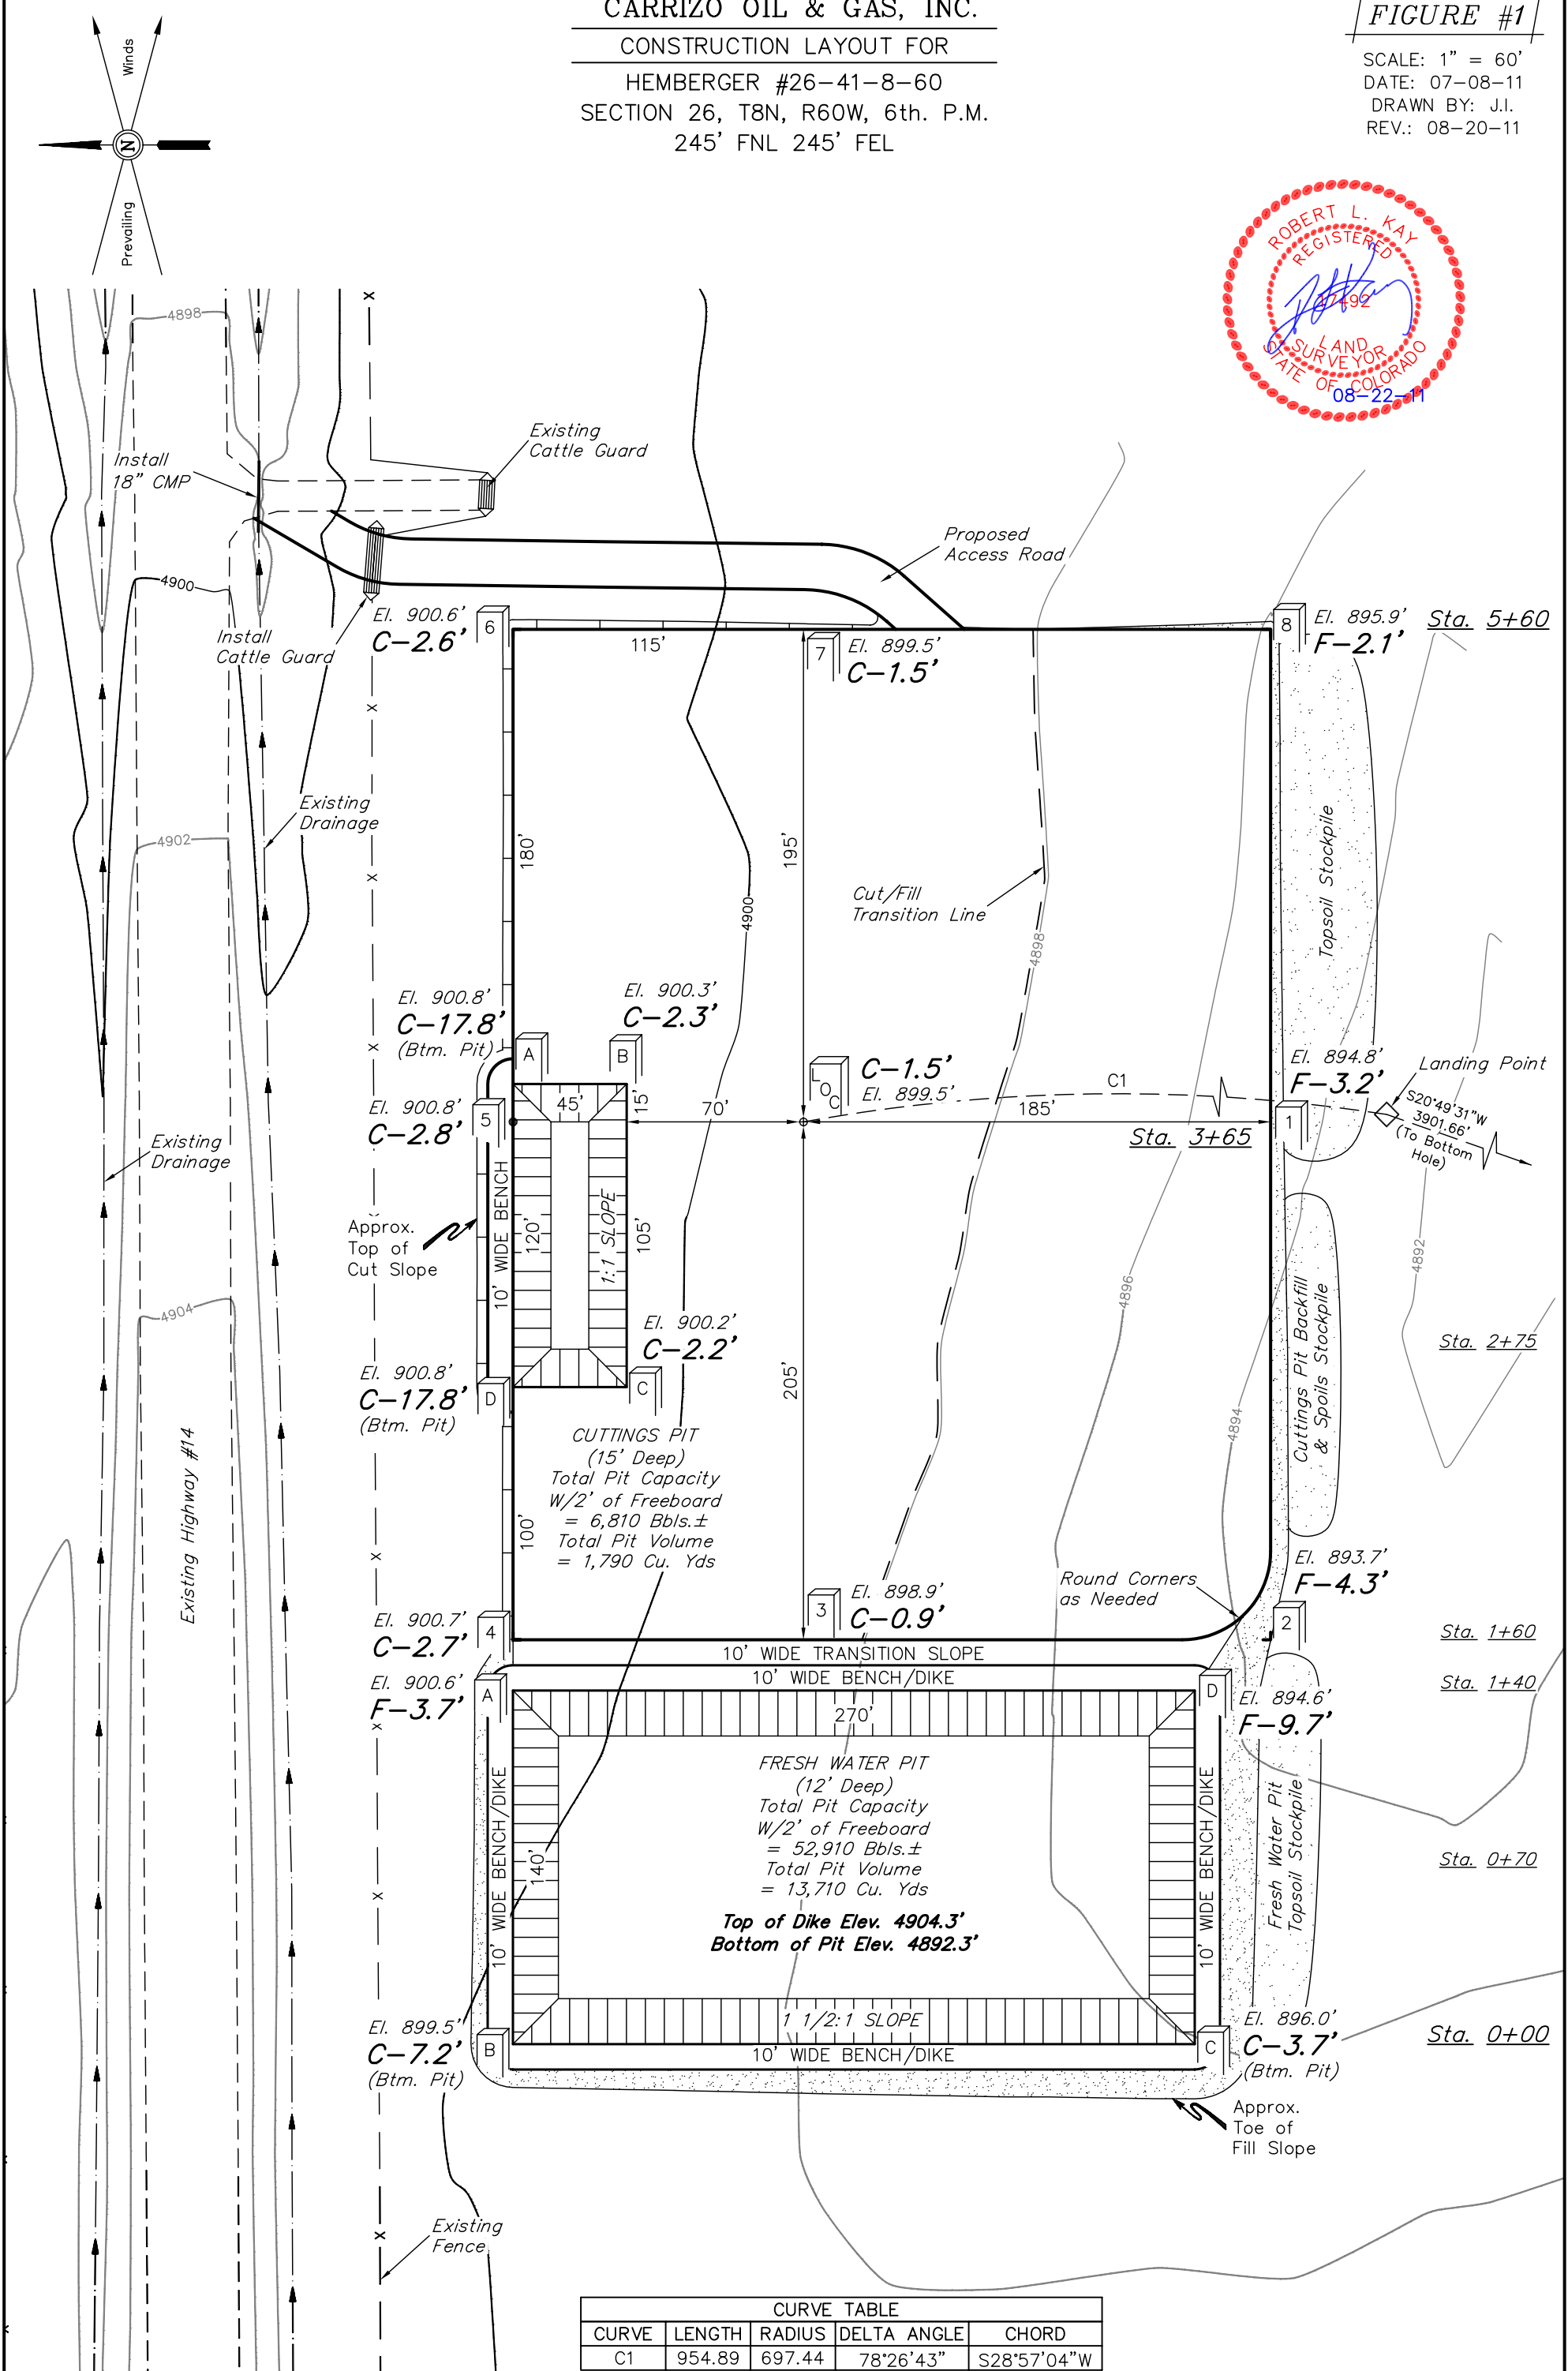 CARRIZO OIL & GAS, INC.
CONSTRUCTION LAYOUT FOR
HEMBERGER #26-41-8-60
SECTION 26, T8N, R60W, 6th. P.M.
245' FNL 245' FEL
FIGURE #1
SCALE: 1" = 60'
DATE: 07-08-11
DRAWN BY: J.I.
REV.: 08-20-11
Winds
N
Prevailing
ROBERT L. KAY
REGISTERED
27492
LAND
SURVEYOR
STATE OF COLORADO
08-22-11
4898
x
Existing
Cattle Guard
Install
18" CMP
Proposed
Access Road
4900
Install
Cattle Guard
El. 900.6'
C-2.6'
6
115'
7
El. 899.5'
C-1.5'
8
El. 895.9'
F-2.1'
Sta. 5+60
x
Existing
Drainage
4902
180'
195'
x
Cut/Fill
Transition Line
4900
4898
Topsoil Stockpile
El. 900.8'
C-17.8'
(Btm. Pit)
x
A
El. 900.3'
C-2.3'
B
LOC
C-1.5'
El. 899.5'
C1
El. 894.8'
F-3.2'
Landing Point
S20°49'31"W
3901.66'
(To Bottom
Hole)
El. 900.8'
C-2.8'
5
45'
15'
70'
185'
Sta. 3+65
1
Existing
Drainage
x
Approx.
Top of
Cut Slope
10' WIDE BENCH
120'
1:1 SLOPE
105'
4892
4896
4904
El. 900.2'
C-2.2'
C
El. 900.8'
C-17.8'
(Btm. Pit)
D
205'
Cuttings Pit Backfill
& Spoils Stockpile
Sta. 2+75
4894
CUTTINGS PIT
(15' Deep)
Total Pit Capacity
W/2' of Freeboard
= 6,810 Bbls.±
Total Pit Volume
= 1,790 Cu. Yds
100'
Existing Highway #14
x
Round Corners
as Needed
El. 893.7'
F-4.3'
2
El. 898.9'
C-0.9'
3
El. 900.7'
C-2.7'
4
Sta. 1+60
10' WIDE TRANSITION SLOPE
10' WIDE BENCH/DIKE
El. 900.6'
F-3.7'
x
A
270'
D
El. 894.6'
F-9.7'
Sta. 1+40
FRESH WATER PIT
(12' Deep)
Total Pit Capacity
W/2' of Freeboard
= 52,910 Bbls.±
Total Pit Volume
= 13,710 Cu. Yds
Top of Dike Elev. 4904.3'
Bottom of Pit Elev. 4892.3'
10' WIDE BENCH/DIKE
140'
10' WIDE BENCH/DIKE
Fresh Water Pit
Topsoil Stockpile
Sta. 0+70
x
1 1/2:1 SLOPE
10' WIDE BENCH/DIKE
El. 899.5'
C-7.2'
(Btm. Pit)
B
C
El. 896.0'
C-3.7'
(Btm. Pit)
Sta. 0+00
Approx.
Toe of
Fill Slope
Existing
Fence
x
CURVE TABLE
CURVE LENGTH RADIUS DELTA ANGLE CHORD
C1 954.89 697.44 78°26'43" S28°57'04"W